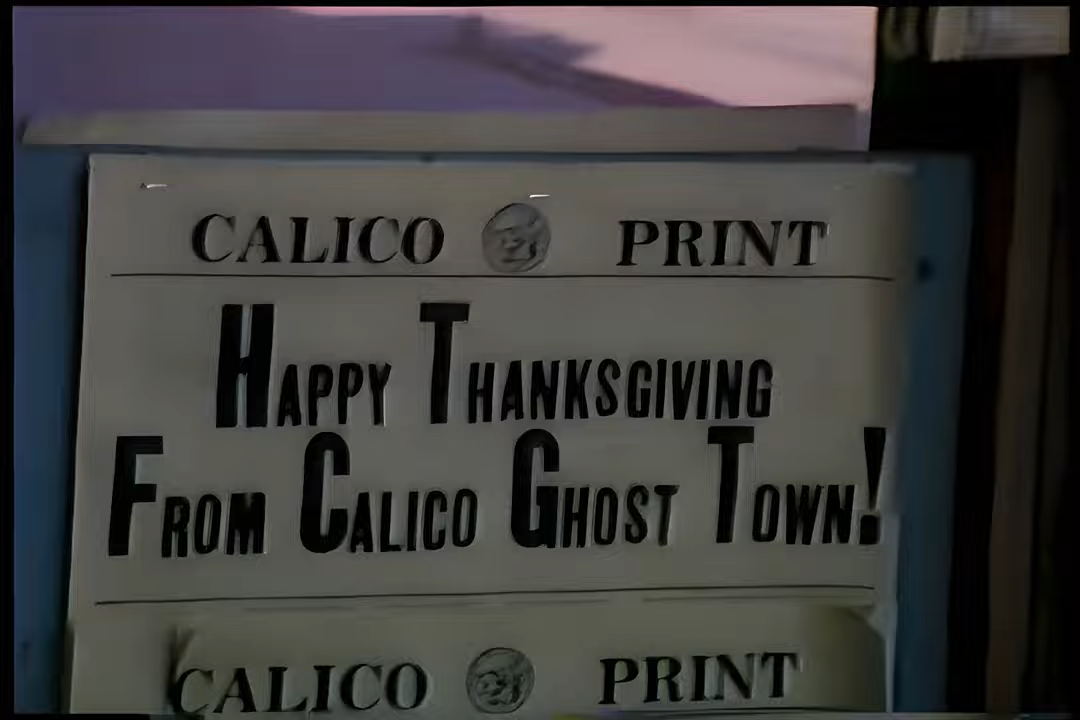 CALICO PRINT
HAPPY THANKSGIVING
FROM CALICO GHOST TOWN!
CALICO PRINT